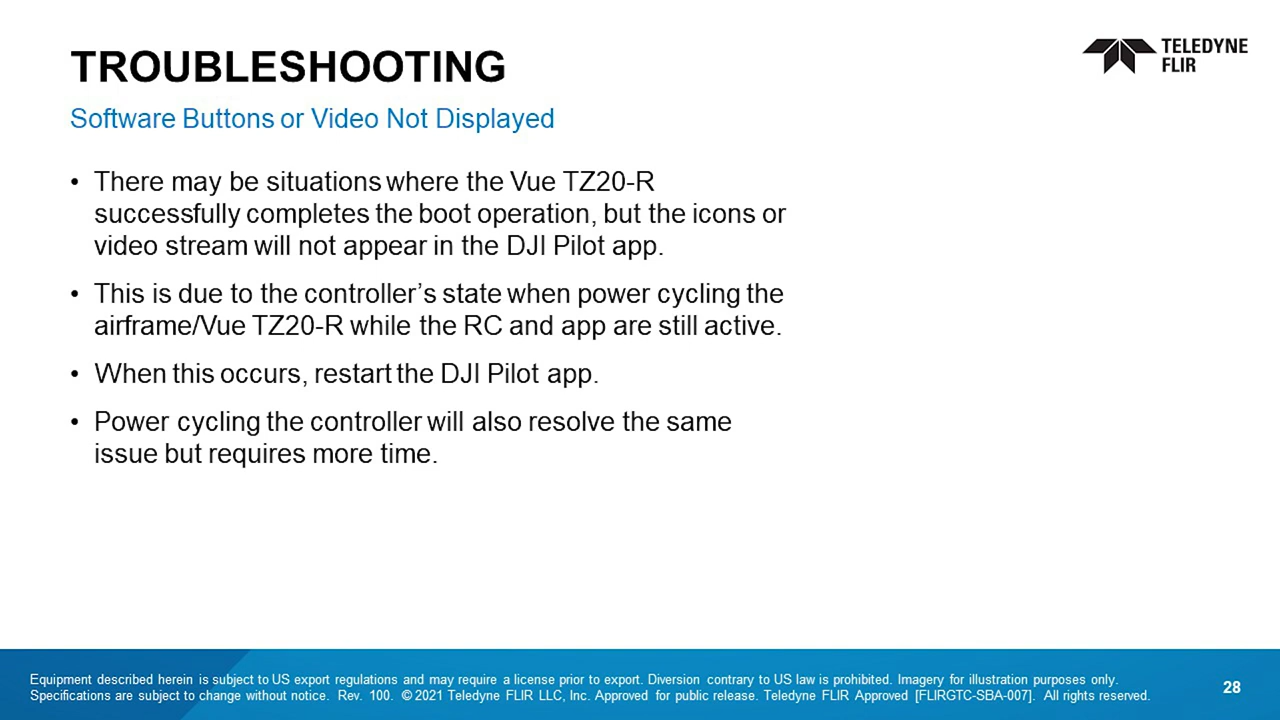 TROUBLESHOOTING
TELEDYNE
FLIR
Software Buttons or Video Not Displayed
• There may be situations where the Vue TZ20-R
successfully completes the boot operation, but the icons or
video stream will not appear in the DJI Pilot app.
• This is due to the controller’s state when power cycling the
airframe/Vue TZ20-R while the RC and app are still active.
• When this occurs, restart the DJI Pilot app.
• Power cycling the controller will also resolve the same
issue but requires more time.
Equipment described herein is subject to US export regulations and may require a license prior to export. Diversion contrary to US law is prohibited. Imagery for illustration purposes only.
Specifications are subject to change without notice. Rev. 100. © 2021 Teledyne FLIR LLC, Inc. Approved for public release. Teledyne FLIR Approved [FLIRGTC-SBA-007]. All rights reserved.
28